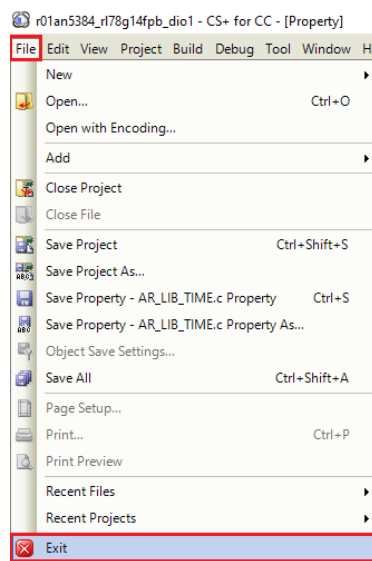 r01an5384_rl78g14fpb_dio1 - CS+ for CC - [Property]
File Edit View Project Build Debug Tool Window H
New
Open... Ctrl+O
Open with Encoding...
Add
Close Project
Close File
Save Project Ctrl+Shift+S
Save Project As...
Save Property - AR_LIB_TIME.c Property Ctrl+S
Save Property - AR_LIB_TIME.c Property As...
Object Save Settings...
Save All Ctrl+Shift+A
Page Setup...
Print... Ctrl+P
Print Preview
Recent Files
Recent Projects
Exit